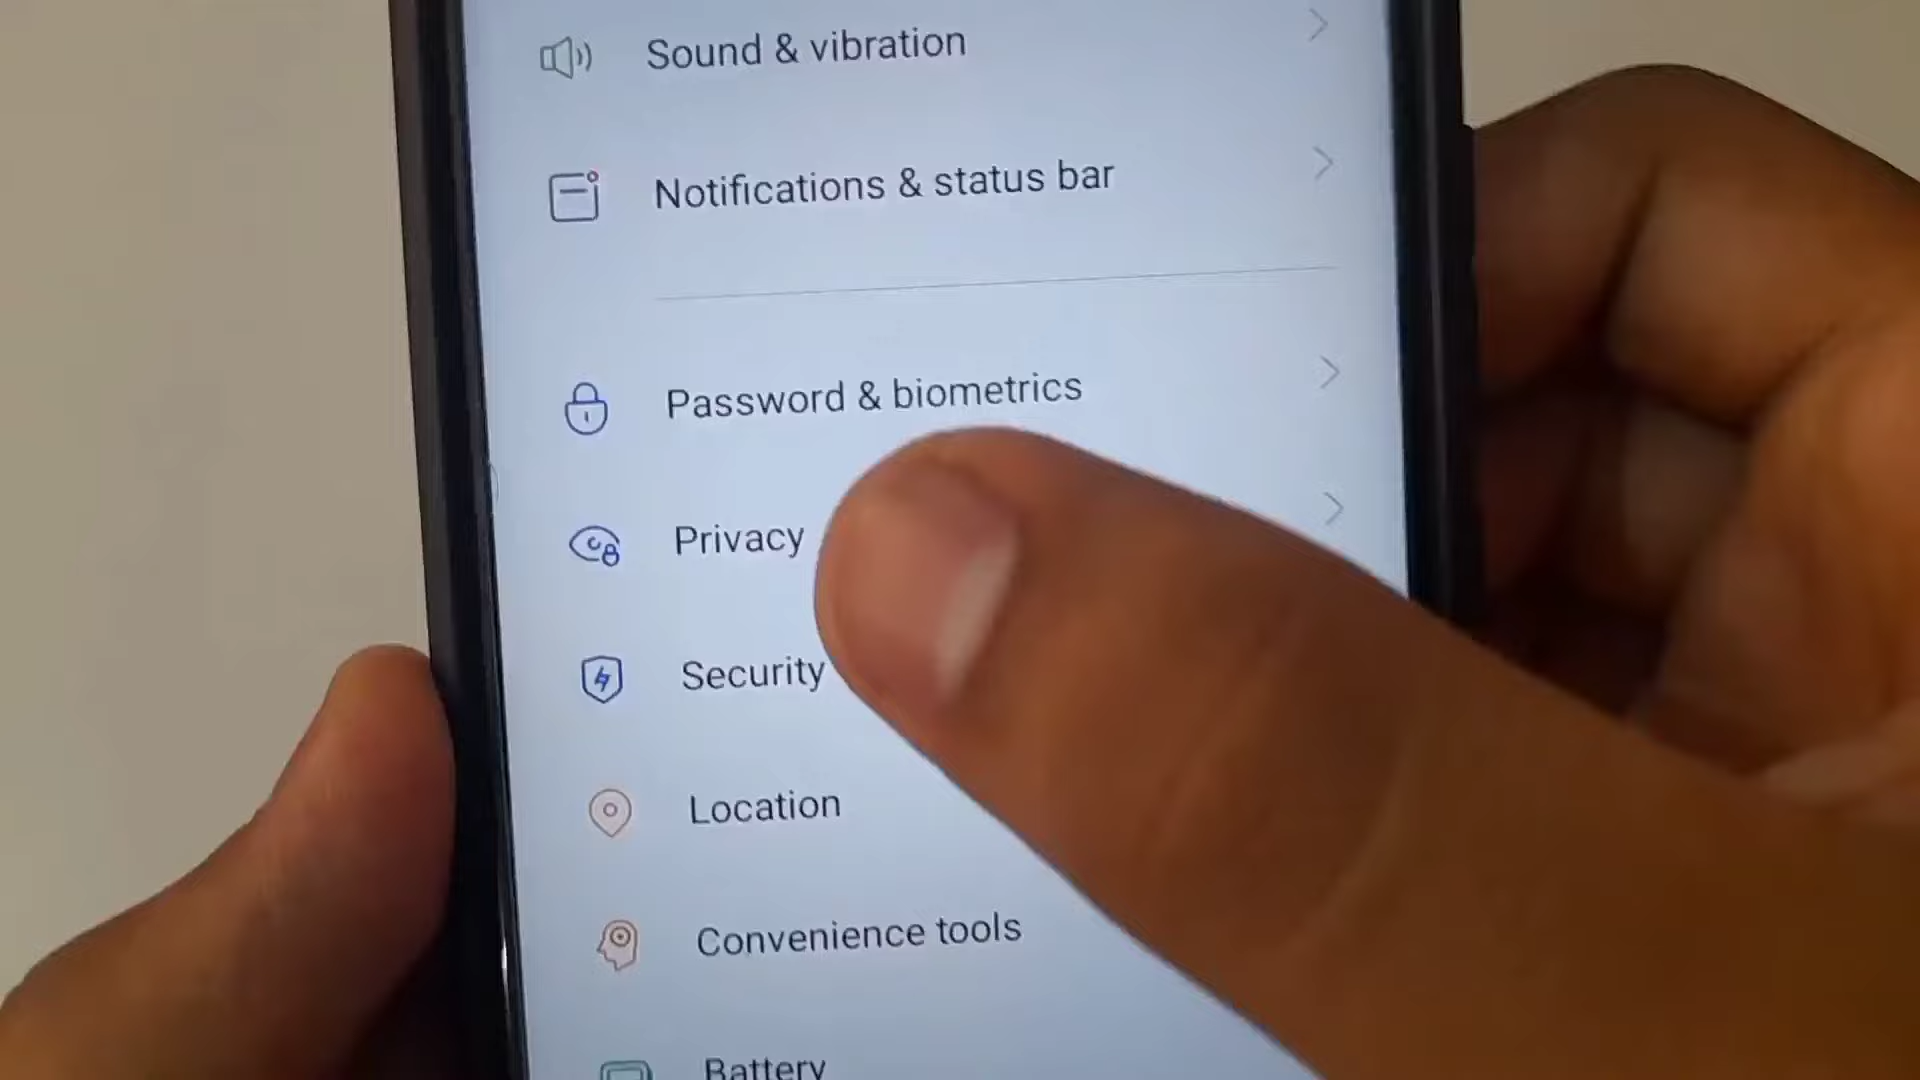 Sound & vibration
Notifications & status bar
Password & biometrics
Privacy
Security
Location
Convenience tools
Battery